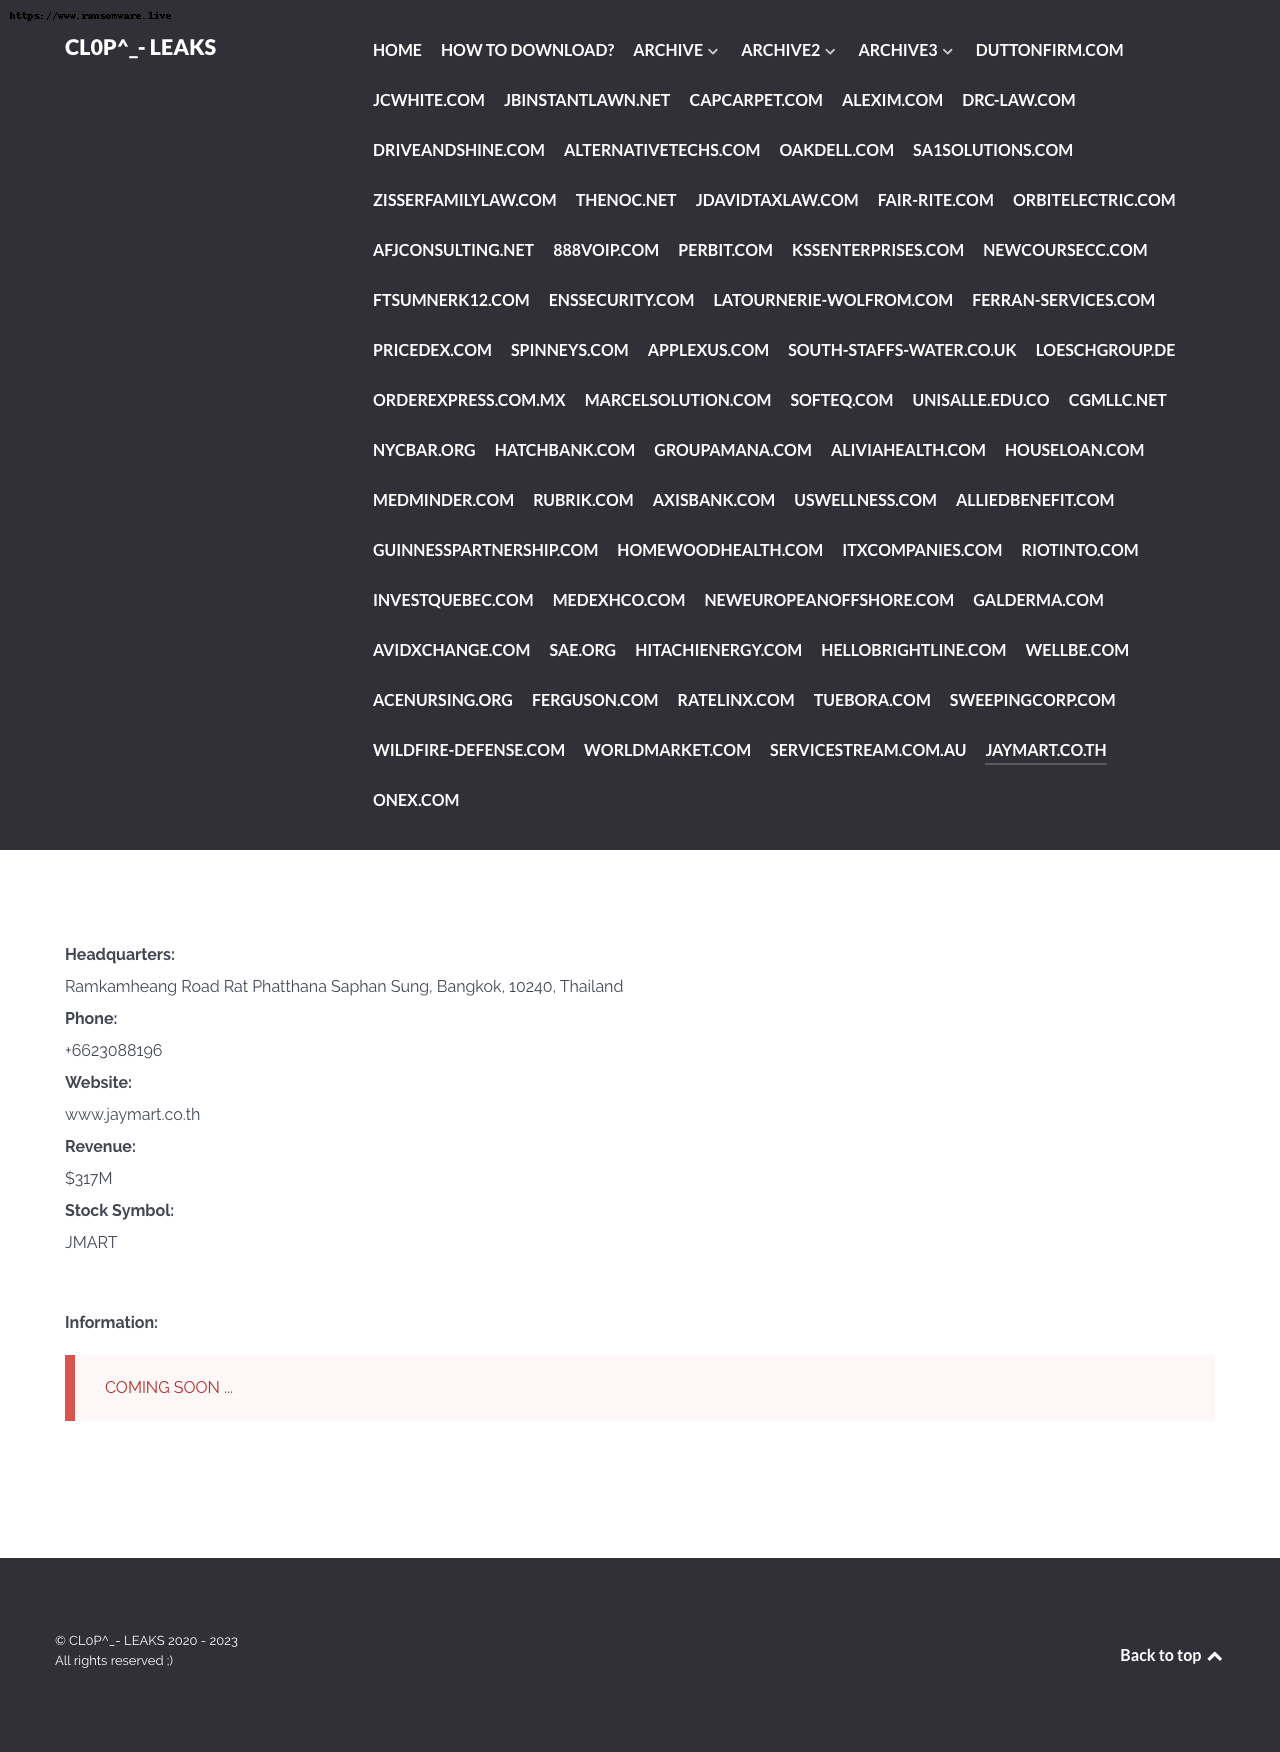 https://www.ransomware.live
CL0P^_- LEAKS
HOME HOW TO DOWNLOAD? ARCHIVE ARCHIVE2 ARCHIVE3 DUTTONFIRM.COM
JCWHITE.COM JBINSTANTLAWN.NET CAPCARPET.COM ALEXIM.COM DRC-LAW.COM
DRIVEANDSHINE.COM ALTERNATIVETECHS.COM OAKDELL.COM SA1SOLUTIONS.COM
ZISSERFAMILYLAW.COM THENOC.NET JDAVIDTAXLAW.COM FAIR-RITE.COM ORBITELECTRIC.COM
AFJCONSULTING.NET 888VOIP.COM PERBIT.COM KSSENTERPRISES.COM NEWCOURSECC.COM
FTSUMNERK12.COM ENSSECURITY.COM LATOURNERIE-WOLFROM.COM FERRAN-SERVICES.COM
PRICEDEX.COM SPINNEYS.COM APPLEXUS.COM SOUTH-STAFFS-WATER.CO.UK LOESCHGROUP.DE
ORDEREXPRESS.COM.MX MARCELSOLUTION.COM SOFTEQ.COM UNISALLE.EDU.CO CGMLLC.NET
NYCBAR.ORG HATCHBANK.COM GROUPAMANA.COM ALIVIAHEALTH.COM HOUSELOAN.COM
MEDMINDER.COM RUBRIK.COM AXISBANK.COM USWELLNESS.COM ALLIEDBENEFIT.COM
GUINNESSPARTNERSHIP.COM HOMEWOODHEALTH.COM ITXCOMPANIES.COM RIOTINTO.COM
INVESTQUEBEC.COM MEDEXHCO.COM NEWEUROPEANOFFSHORE.COM GALDERMA.COM
AVIDXCHANGE.COM SAE.ORG HITACHIENERGY.COM HELLOBRIGHTLINE.COM WELLBE.COM
ACENURSING.ORG FERGUSON.COM RATELINX.COM TUEBORA.COM SWEEPINGCORP.COM
WILDFIRE-DEFENSE.COM WORLDMARKET.COM SERVICESTREAM.COM.AU JAYMART.CO.TH
ONEX.COM
Headquarters:
Ramkamheang Road Rat Phatthana Saphan Sung, Bangkok, 10240, Thailand
Phone:
+6623088196
Website:
www.jaymart.co.th
Revenue:
$317M
Stock Symbol:
JMART
Information:
COMING SOON ...
© CL0P^_- LEAKS 2020 - 2023
All rights reserved ;)
Back to top